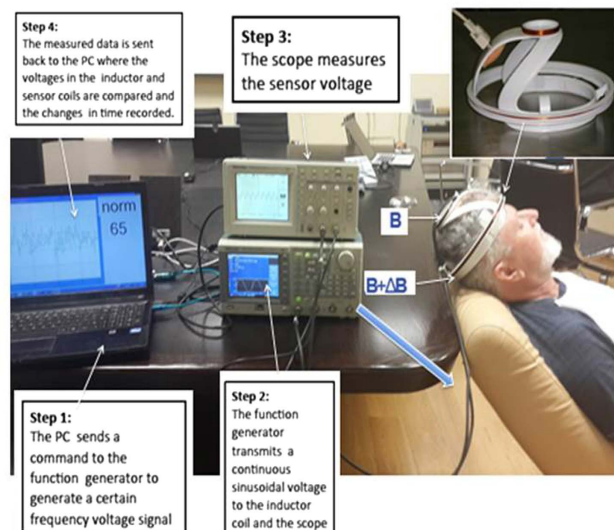 Step 4:
The measured data is sent
back to the PC where the
voltages in the inductor and
sensor coils are compared and
the changes in time recorded.
Step 3:
The scope measures
the sensor voltage
norm
65
B
B+ΔB
Step 1:
The PC sends a
command to the
function generator to
generate a certain
frequency voltage signal
Step 2:
The function
generator
transmits a
continuous
sinusoidal voltage
to the inductor
coil and the scope